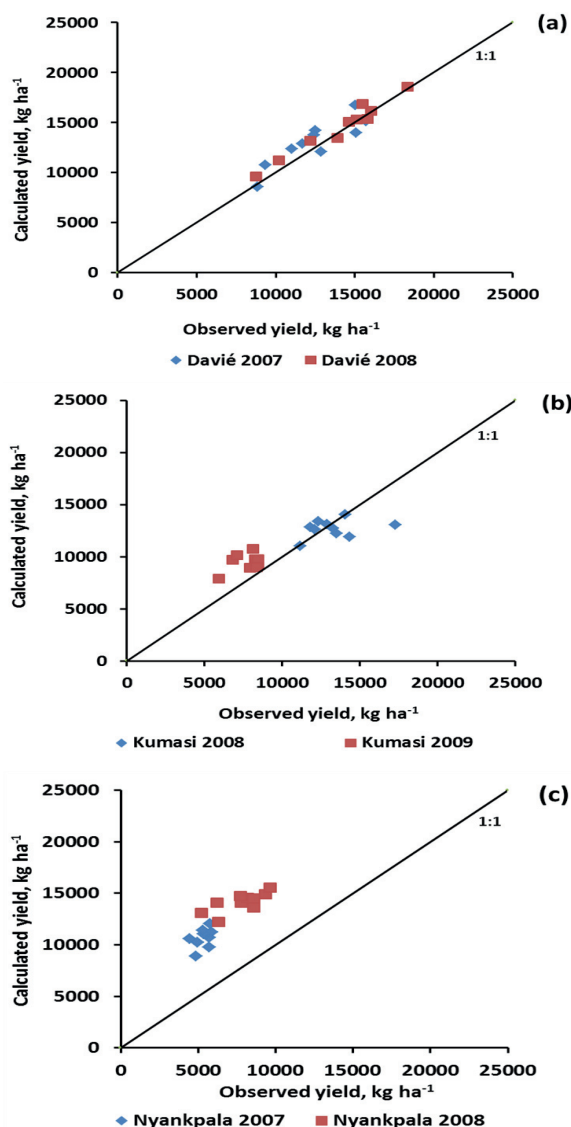 (a)
25000
1:1
20000
15000
10000
5000
0
Calculated yield, kg ha-1
0 5000 10000 15000 20000 25000
Observed yield, kg ha-1
Davié 2007 Davié 2008
(b)
25000
1:1
20000
15000
10000
5000
0
Calculated yield, kg ha-1
0 5000 10000 15000 20000 25000
Observed yield, kg ha-1
Kumasi 2008 Kumasi 2009
(c)
25000
1:1
20000
15000
10000
5000
0
Calculated yield, kg ha-1
0 5000 10000 15000 20000 25000
Observed yield, kg ha-1
Nyankpala 2007 Nyankpala 2008